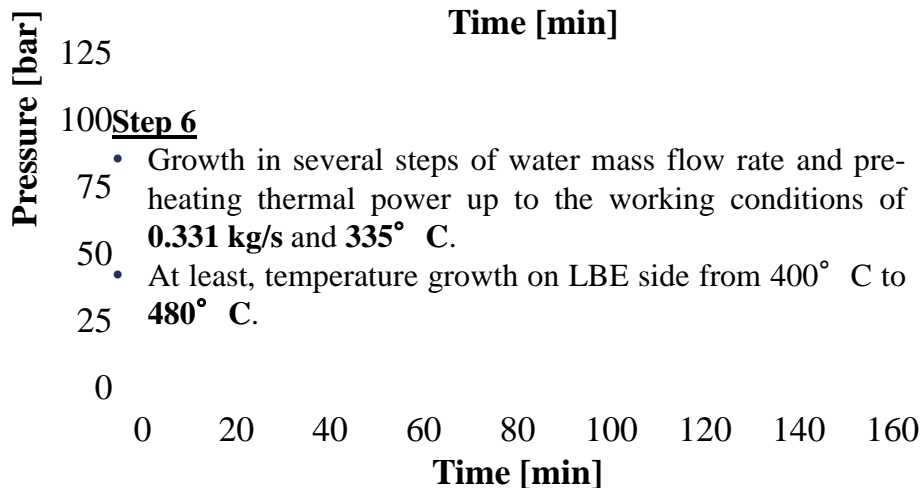 Time [min]
Pressure [bar]
125
100
75
50
25
0
Step 6
• Growth in several steps of water mass flow rate and pre-
heating thermal power up to the working conditions of
0.331 kg/s and 335° C.
• At least, temperature growth on LBE side from 400° C to
480° C.
0 20 40 60 80 100 120 140 160
Time [min]